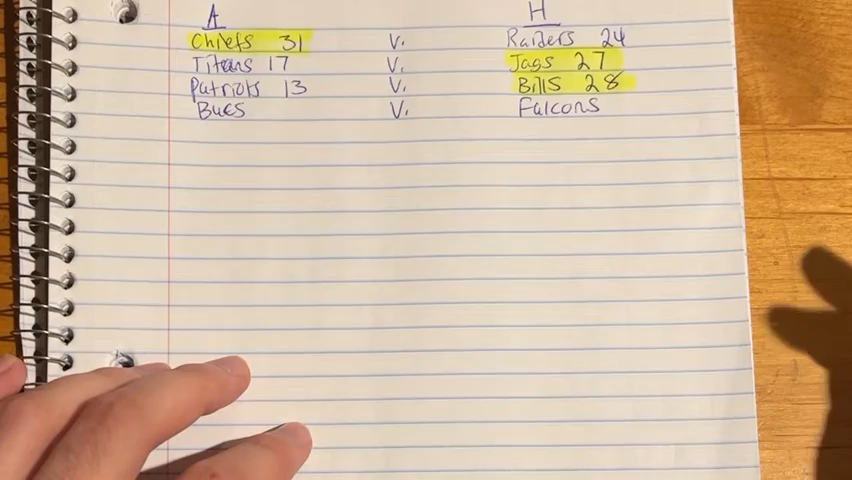 A H
Chiefs 31 V. Raiders 24
Titans 17 V. Jags 27
Patriots 13 V. Bills 28
Bucs V. Falcons